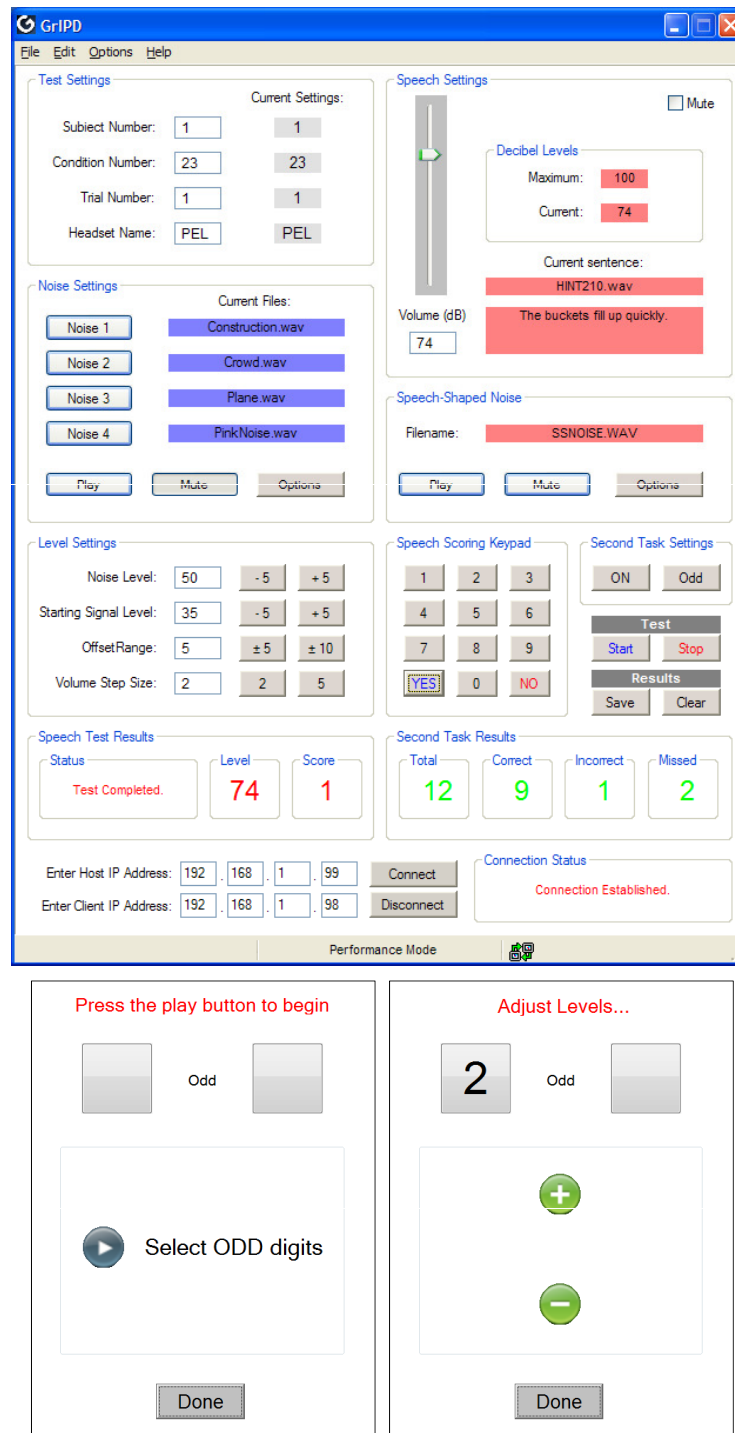 GrIPD
File Edit Options Help
Test Settings
Current Settings:
Subject Number: 1 1
Condition Number: 23 23
Trial Number: 1 1
Headset Name: PEL PEL
Noise Settings
Current Files:
Noise 1 Construction.wav
Noise 2 Crowd.wav
Noise 3 Plane.wav
Noise 4 PinkNoise.wav
Play Mute Options
Speech Settings
Mute
Decibel Levels
Maximum: 100
Current: 74
Current sentence:
HINT210.wav
Volume (dB) The buckets fill up quickly.
74
Speech-Shaped Noise
Filename: SSNOISE.WAV
Play Mute Options
Level Settings
Noise Level: 50 - 5 + 5
Starting Signal Level: 35 - 5 + 5
OffsetRange: 5 ± 5 ± 10
Volume Step Size: 2 2 5
Speech Scoring Keypad
1 2 3
4 5 6
7 8 9
YES 0 NO
Second Task Settings
ON Odd
Test
Start Stop
Results
Save Clear
Speech Test Results
Status Level Score
Test Completed. 74 1
Second Task Results
Total Correct Incorrect Missed
12 9 1 2
Enter Host IP Address: 192 . 168 . 1 . 99 Connect
Enter Client IP Address: 192 . 168 . 1 . 98 Disconnect
Connection Status
Connection Established.
Performance Mode
Press the play button to begin
Odd
Select ODD digits
Done
Adjust Levels...
2 Odd
Done